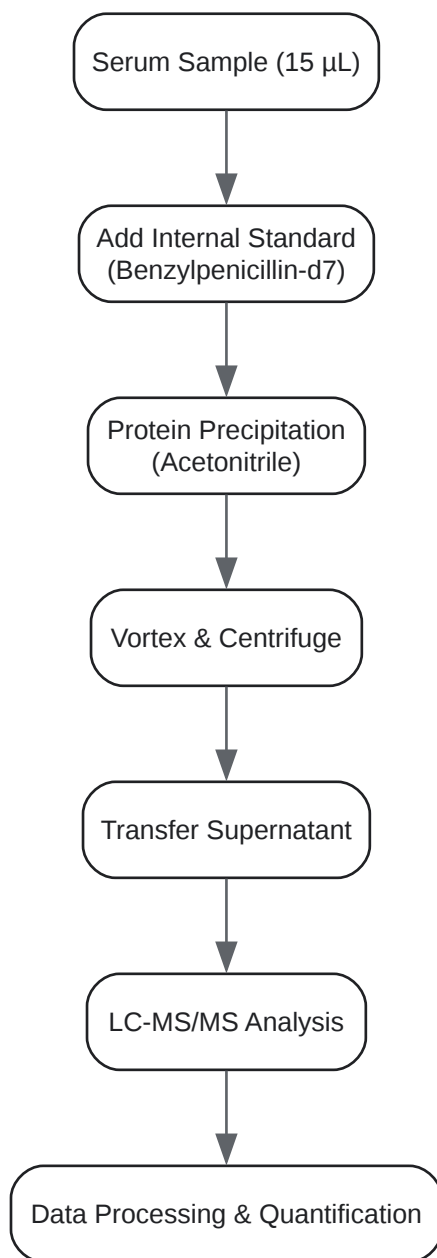 Serum Sample (15 µL)
Add Internal Standard
(Benzylpenicillin-d7)
Protein Precipitation
(Acetonitrile)
Vortex & Centrifuge
Transfer Supernatant
LC-MS/MS Analysis
Data Processing & Quantification